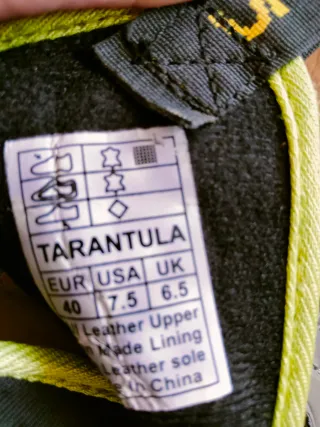 TARANTULA
EUR USA UK
40 7.5 6.5
Leather Upper
Made Lining
Leather sole
in China